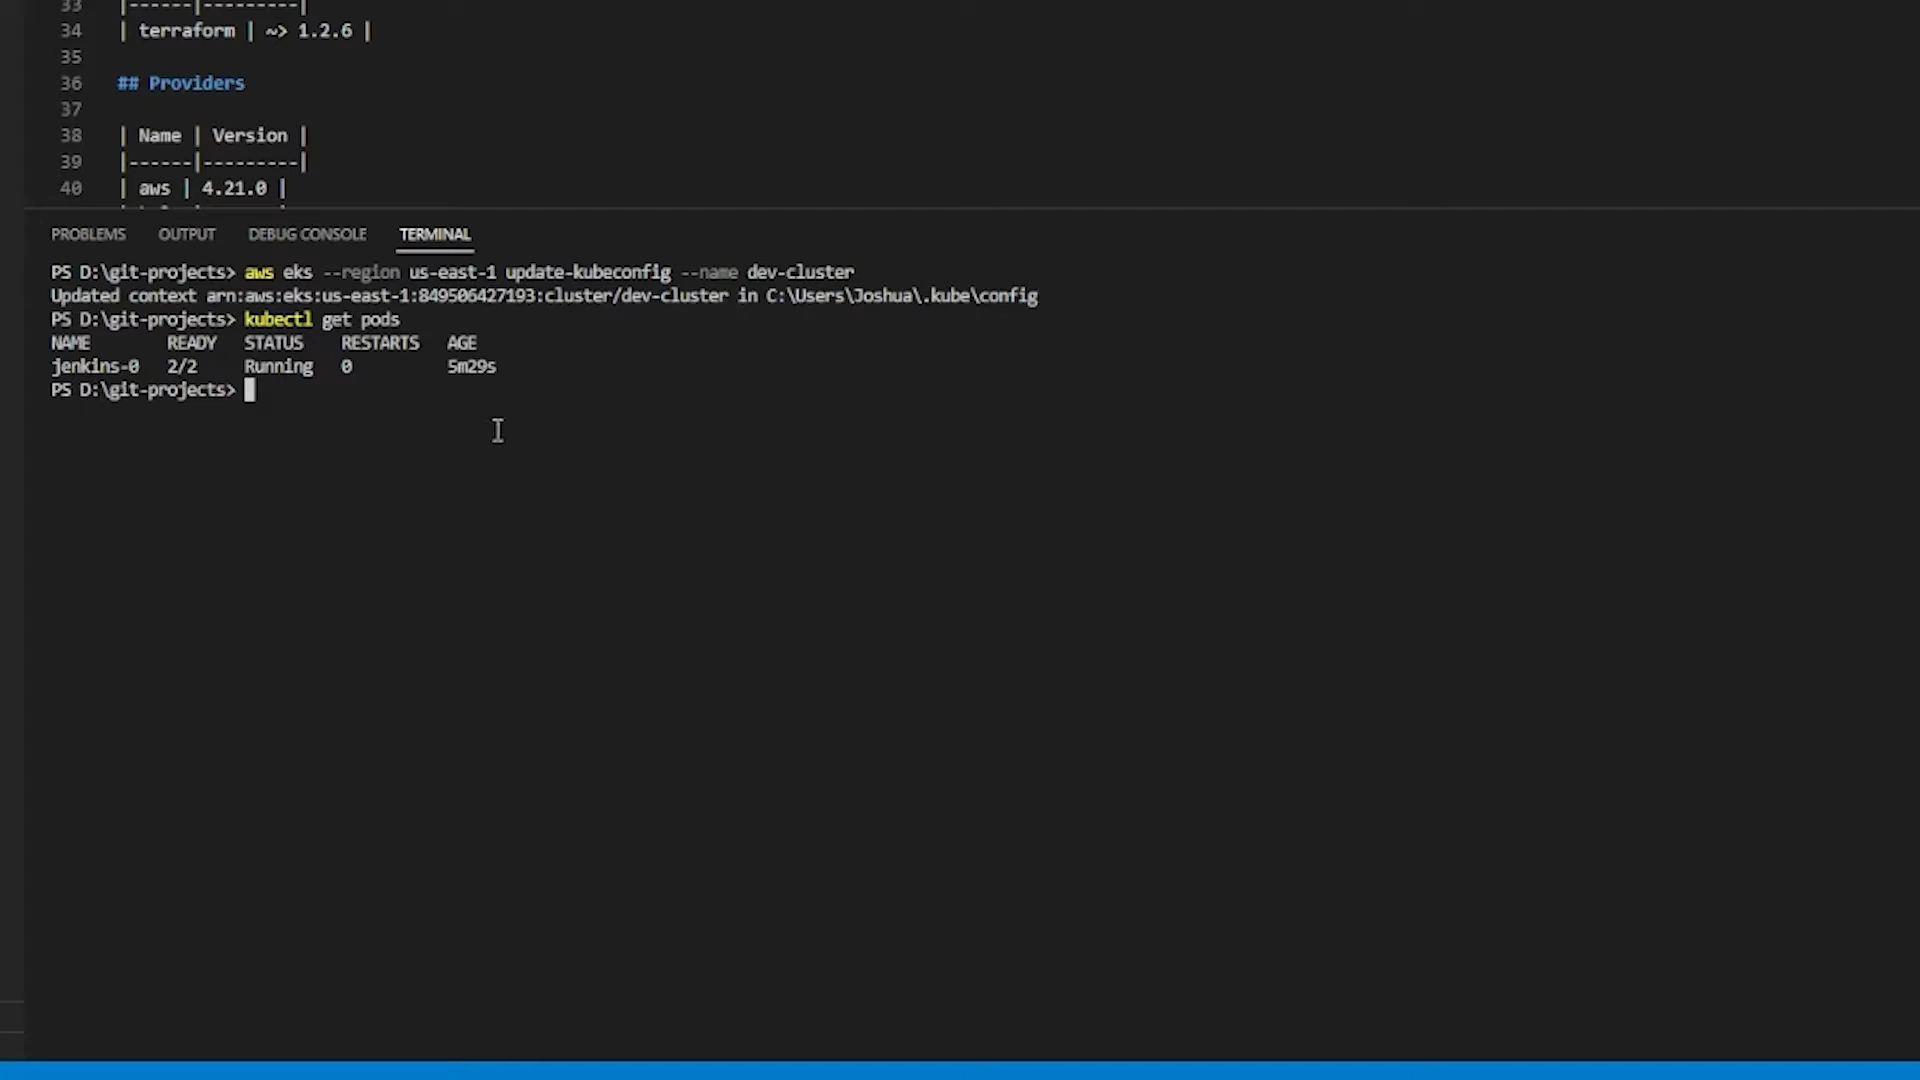 33 |------|---------|
34 | terraform | ~> 1.2.6 |
35
36 ## Providers
37
38 | Name | Version |
39 |------|---------|
40 | aws | 4.21.0 |
PROBLEMS OUTPUT DEBUG CONSOLE TERMINAL
PS D:\git-projects> aws eks --region us-east-1 update-kubeconfig --name dev-cluster
Updated context arn:aws:eks:us-east-1:849506427193:cluster/dev-cluster in C:\Users\Joshua\.kube\config
PS D:\git-projects> kubectl get pods
NAME READY STATUS RESTARTS AGE
jenkins-0 2/2 Running 0 5m29s
PS D:\git-projects>